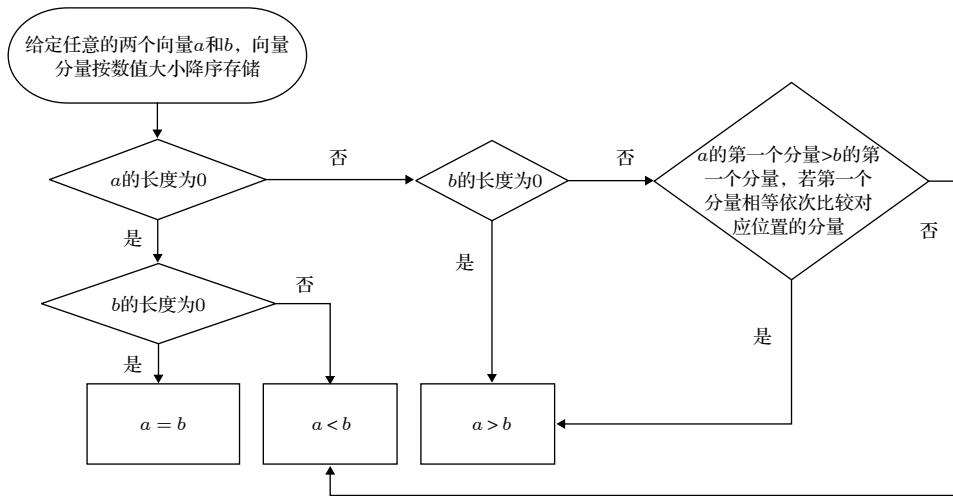 给定任意的两个向量a和b，向量
分量按数值大小降序存储
a的长度为0
否
b的长度为0
否
a的第一个分量>b的第
一个分量，若第一个
分量相等依次比较对
应位置的分量
否
是
是
b的长度为0
否
是
是
a = b
a < b
a > b